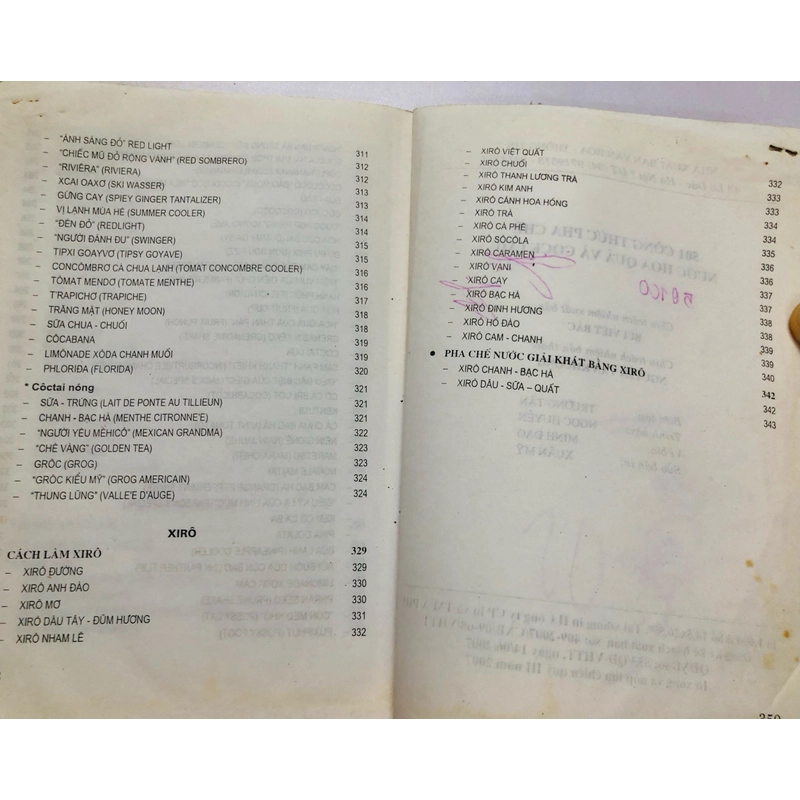 – "ÁNH SÁNG ĐỎ" RED LIGHT 311
– "CHIẾC MŨ ĐỎ RỘNG VÀNH" (RED SOMBRERO) 312
– "RIVIÊRA" (RIVIERA) 312
– XCAI OAXƠ (SKI WASSER) 313
– GỪNG CAY (SPIEY GINGER TANTALIZER) 313
– VỊ LẠNH MÙA HÈ (SUMMER COOLER) 314
– "ĐÈN ĐỎ" (REDLIGHT) 314
– "NGƯỜI ĐÁNH ĐU" (SWINGER) 315
– TIPXI GOAYVƠ (TIPSY GOYAVE) 315
– CONCÔMBRƠ CÀ CHUA LẠNH (TOMAT CONCOMBRE COOLER) 316
– TÔMAT MENDƠ (TOMATE MENTHE) 316
– TRAPICHƠ (TRAPICHE) 317
– TRĂNG MẬT (HONEY MOON) 318
– SỮA CHUA - CHUỐI 318
– CÔCABANA 319
– LIMÔNADE XÔĐA CHANH MUỐI 319
– PHLORIĐA (FLORIDA) 320
* Côctai nóng 321
– SỮA - TRỨNG (LAIT DE PONTE AU TILLIEUN) 321
– CHANH - BẠC HÀ (MENTHE CITRONNE'E) 321
– "NGƯỜI YÊU MÊHICÔ" (MEXICAN GRANDMA) 322
– "CHÈ VÀNG" (GOLDEN TEA) 323
– GRÔC (GROG) 323
– "GRÔC KIỂU MỸ" (GROG AMERICAIN) 324
– "THUNG LŨNG" (VALLE'E D'AUGE) 324
XIRÔ
CÁCH LÀM XIRÔ 329
– XIRÔ ĐƯỜNG 329
– XIRÔ ANH ĐÀO 330
– XIRÔ MƠ 330
– XIRÔ DÂU TÂY - ĐÙM HƯƠNG 331
– XIRÔ NHAM LÊ 332
– XIRÔ VIỆT QUẤT 332
– XIRÔ CHUỐI 333
– XIRÔ THANH LƯƠNG TRÀ 333
– XIRÔ KIM ANH 334
– XIRÔ CÁNH HOA HỒNG 334
– XIRÔ TRÀ 335
– XIRÔ CÀ PHÊ 336
– XIRÔ SÔCÔLA 336
– XIRÔ CARAMEN 337
– XIRÔ VANI 337
– XIRÔ CAY 338
– XIRÔ BẠC HÀ 338
– XIRÔ ĐINH HƯƠNG 339
– XIRÔ HỒ ĐÀO 339
– XIRÔ CAM - CHANH 340
● PHA CHẾ NƯỚC GIẢI KHÁT BẰNG XIRÔ 342
– XIRÔ CHANH - BẠC HÀ 342
– XIRÔ DÂU - SỮA – QUẤT 343